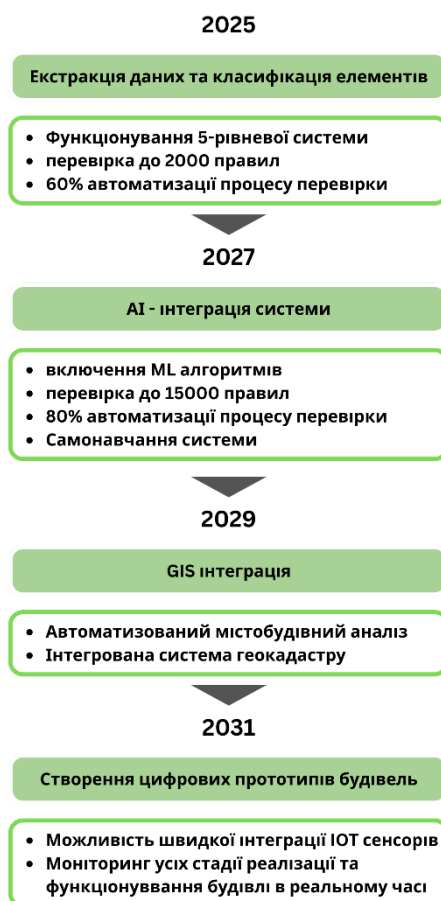 2025
Екстракція даних та класифікація елементів
• Функціонування 5-рівневої системи
• перевірка до 2000 правил
• 60% автоматизації процесу перевірки
2027
AI - інтеграція системи
• включення ML алгоритмів
• перевірка до 15000 правил
• 80% автоматизації процесу перевірки
• Самонавчання системи
2029
GIS інтеграція
• Автоматизований містобудівний аналіз
• Інтегрована система геокадастру
2031
Створення цифрових прототипів будівель
• Можливість швидкої інтеграції ІОТ сенсорів
• Моніторинг усіх стадії реалізації та
функціонуввання будівлі в реальному часі